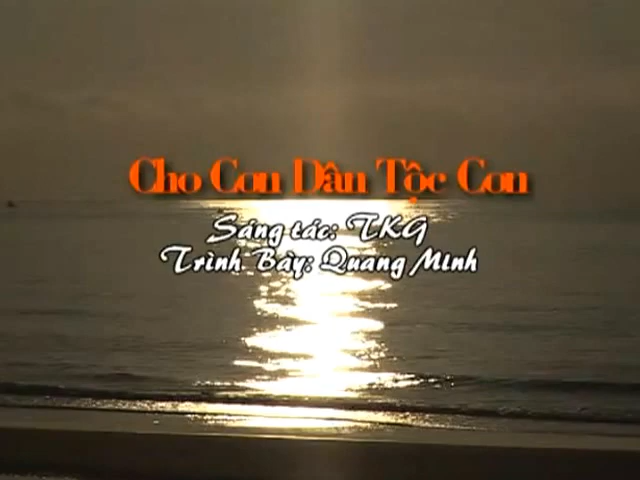 Cho Con Dân Tộc Con
Sáng tác: TKG
Trình Bày: Quang Minh